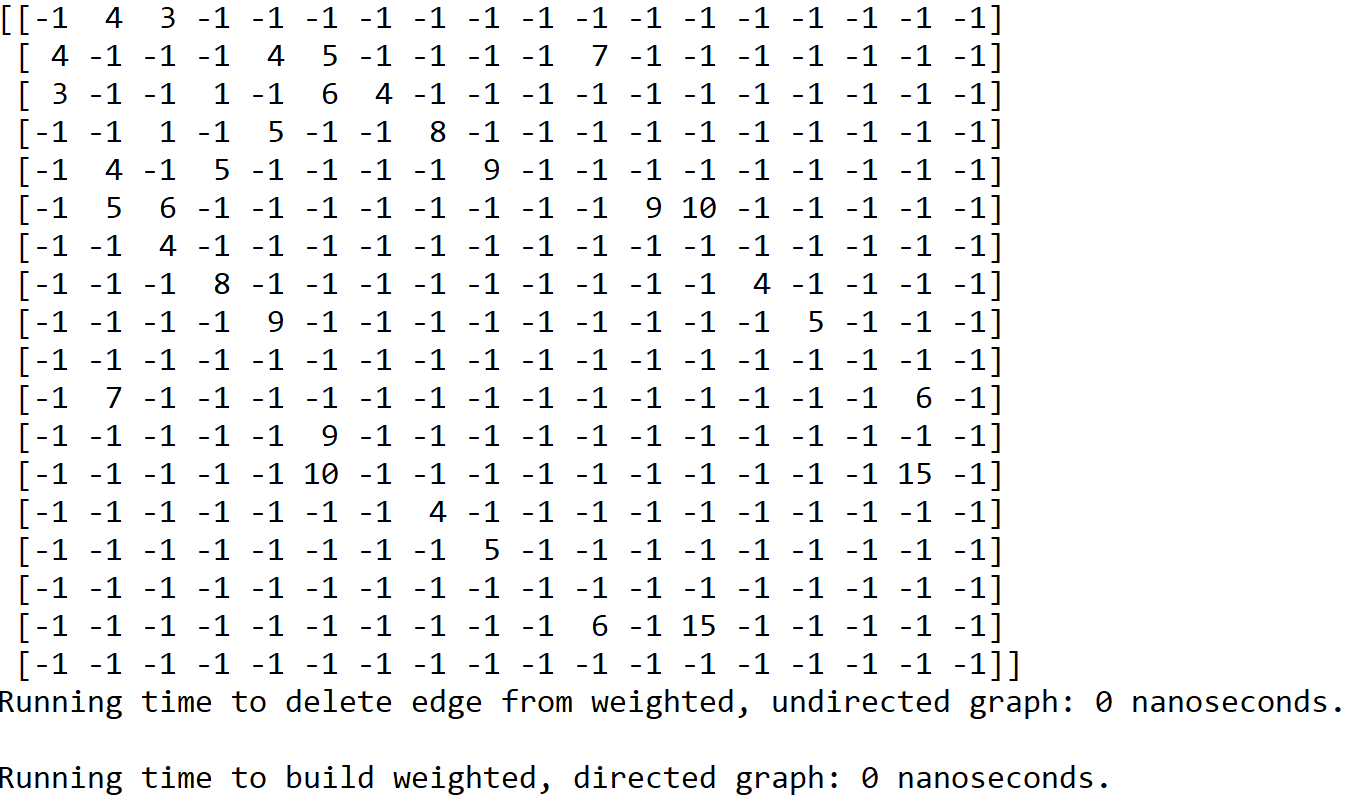 [[-1  4  3 -1 -1 -1 -1 -1 -1 -1 -1 -1 -1 -1 -1 -1 -1 -1]
 [ 4 -1 -1 -1  4  5 -1 -1 -1 -1  7 -1 -1 -1 -1 -1 -1 -1]
 [ 3 -1 -1  1 -1  6  4 -1 -1 -1 -1 -1 -1 -1 -1 -1 -1 -1]
 [-1 -1  1 -1  5 -1 -1  8 -1 -1 -1 -1 -1 -1 -1 -1 -1 -1]
 [-1  4 -1  5 -1 -1 -1 -1  9 -1 -1 -1 -1 -1 -1 -1 -1 -1]
 [-1  5  6 -1 -1 -1 -1 -1 -1 -1 -1  9 10 -1 -1 -1 -1 -1]
 [-1 -1  4 -1 -1 -1 -1 -1 -1 -1 -1 -1 -1 -1 -1 -1 -1 -1]
 [-1 -1 -1  8 -1 -1 -1 -1 -1 -1 -1 -1 -1  4 -1 -1 -1 -1]
 [-1 -1 -1 -1  9 -1 -1 -1 -1 -1 -1 -1 -1 -1  5 -1 -1 -1]
 [-1 -1 -1 -1 -1 -1 -1 -1 -1 -1 -1 -1 -1 -1 -1 -1 -1 -1]
 [-1  7 -1 -1 -1 -1 -1 -1 -1 -1 -1 -1 -1 -1 -1 -1  6 -1]
 [-1 -1 -1 -1 -1  9 -1 -1 -1 -1 -1 -1 -1 -1 -1 -1 -1 -1]
 [-1 -1 -1 -1 -1 10 -1 -1 -1 -1 -1 -1 -1 -1 -1 -1 15 -1]
 [-1 -1 -1 -1 -1 -1 -1  4 -1 -1 -1 -1 -1 -1 -1 -1 -1 -1]
 [-1 -1 -1 -1 -1 -1 -1 -1  5 -1 -1 -1 -1 -1 -1 -1 -1 -1]
 [-1 -1 -1 -1 -1 -1 -1 -1 -1 -1 -1 -1 -1 -1 -1 -1 -1 -1]
 [-1 -1 -1 -1 -1 -1 -1 -1 -1 -1  6 -1 15 -1 -1 -1 -1 -1]
 [-1 -1 -1 -1 -1 -1 -1 -1 -1 -1 -1 -1 -1 -1 -1 -1 -1 -1]]
Running time to delete edge from weighted, undirected graph: 0 nanoseconds.
Running time to build weighted, directed graph: 0 nanoseconds.